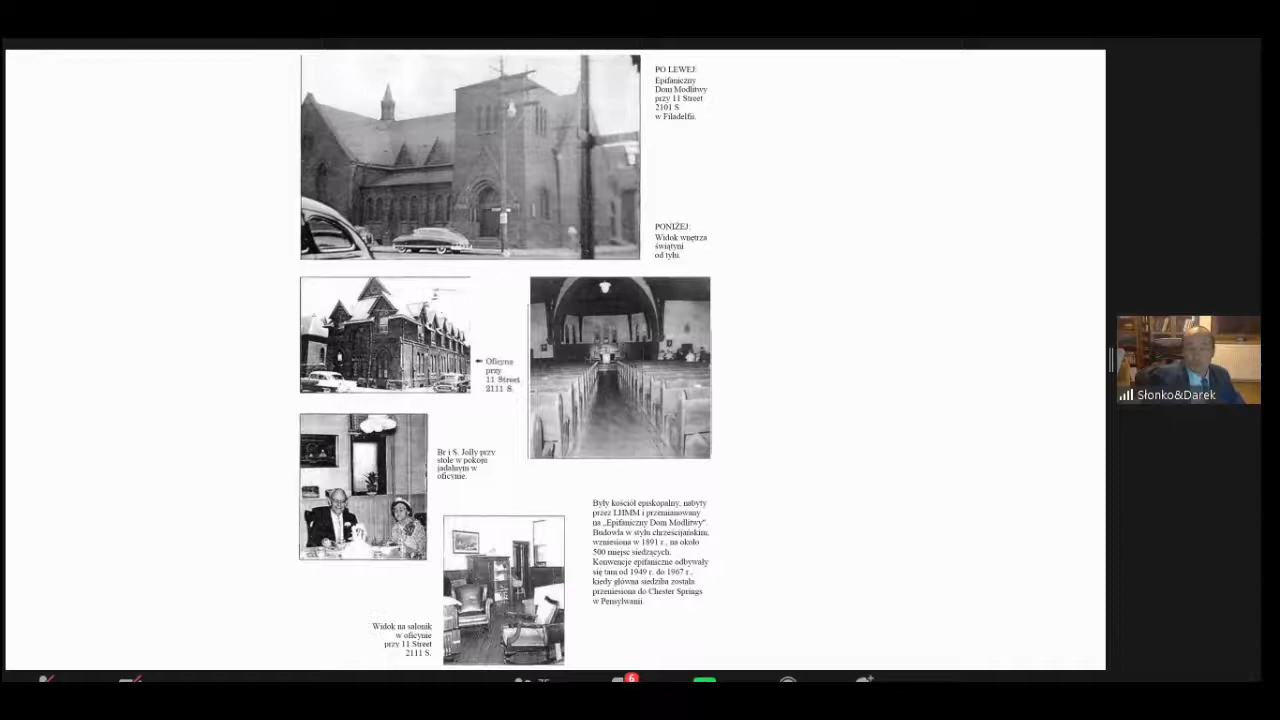 PO LEWEJ:
Epifaniczny
Dom Modlitwy
przy 11 Street
2101 S.
w Filadelfii.
PONIŻEJ:
Widok wnętrza
świątyni
od tyłu.
Oficyna
przy
11 Street
2111 S.
Br i S. Jolly przy
stole w pokoju
jadalnym w
oficynie.
Były kościół episkopalny, nabyty
przez LHMM i przemianowany
na „Epifaniczny Dom Modlitwy”.
Budowla w stylu chrześcijańskim,
wzniesiona w 1891 r., na około
500 miejsc siedzących.
Konwencje epifaniczne odbywały
się tam od 1949 r. do 1967 r.,
kiedy główna siedziba została
przeniesiona do Chester Springs
w Pensylwanii.
Widok na salonik
w oficynie
przy 11 Street
2111 S.
Słonko&Darek
6